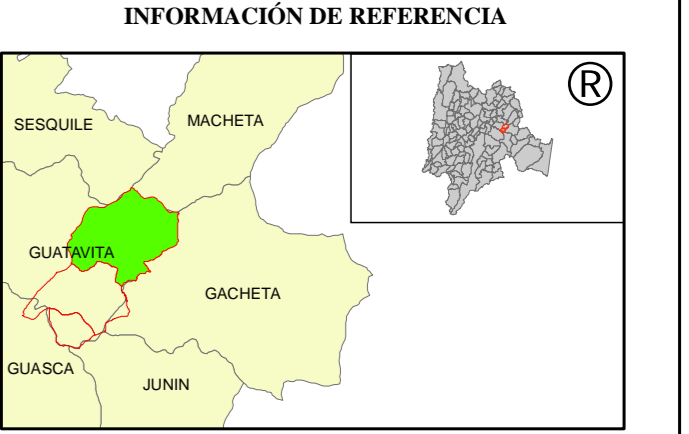 INFORMACIÓN DE REFERENCIA
®
SESQUILE
MACHETA
GUATAVITA
GACHETA
GUASCA
JUNIN